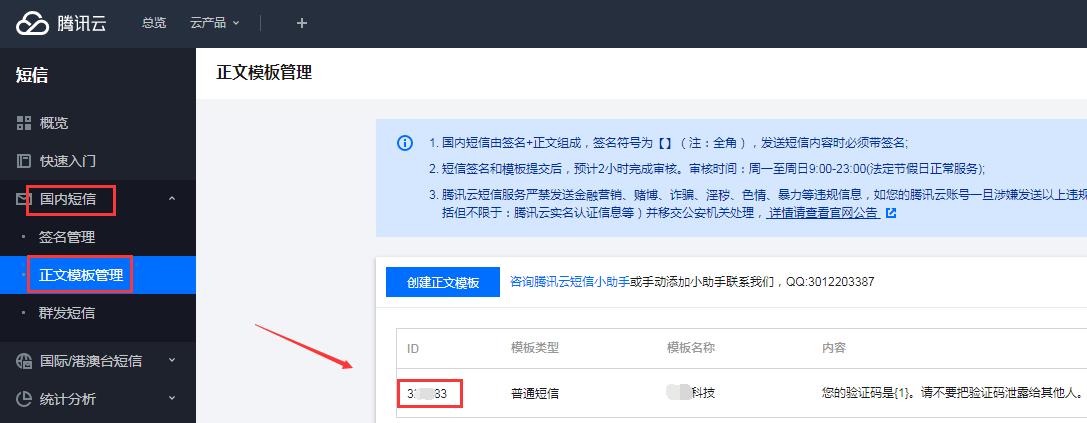 腾讯云
总览
云产品
短信
正文模板管理
概览
快速入门
国内短信
签名管理
正文模板管理
群发短信
国际/港澳台短信
统计分析
1. 国内短信由签名+正文组成，签名符号为【】（注：全角），发送短信内容时必须带签名;
2. 短信签名和模板提交后，预计2小时完成审核。审核时间：周一至周日9:00-23:00(法定节假日正常服务);
3. 腾讯云短信服务严禁发送金融营销、赌博、诈骗、淫秽、色情、暴力等违规信息，如您的腾讯云账号一旦涉嫌发送以上违规
括但不限于：腾讯云实名认证信息等）并移交公安机关处理，详情请查看官网公告
创建正文模板
咨询腾讯云短信小助手或手动添加小助手联系我们，QQ:3012203387
ID
模板类型
模板名称
内容
83
普通短信
科技
您的验证码是{1}。请不要把验证码泄露给其他人。